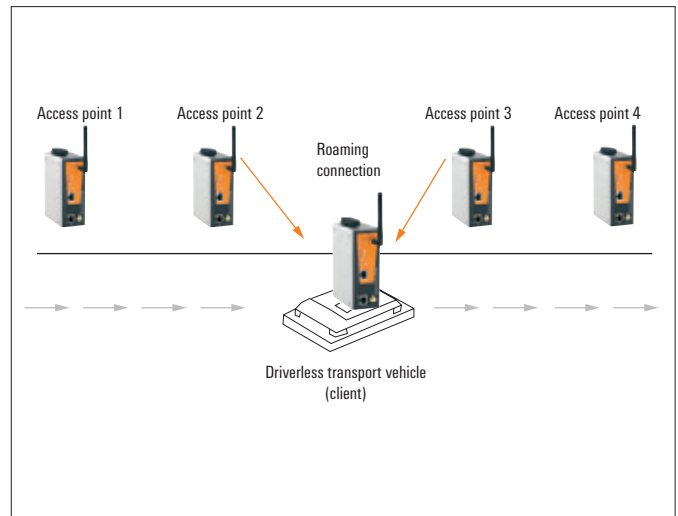 Access point 1
Access point 2
Access point 3
Access point 4
Roaming
connection
Driverless transport vehicle
(client)